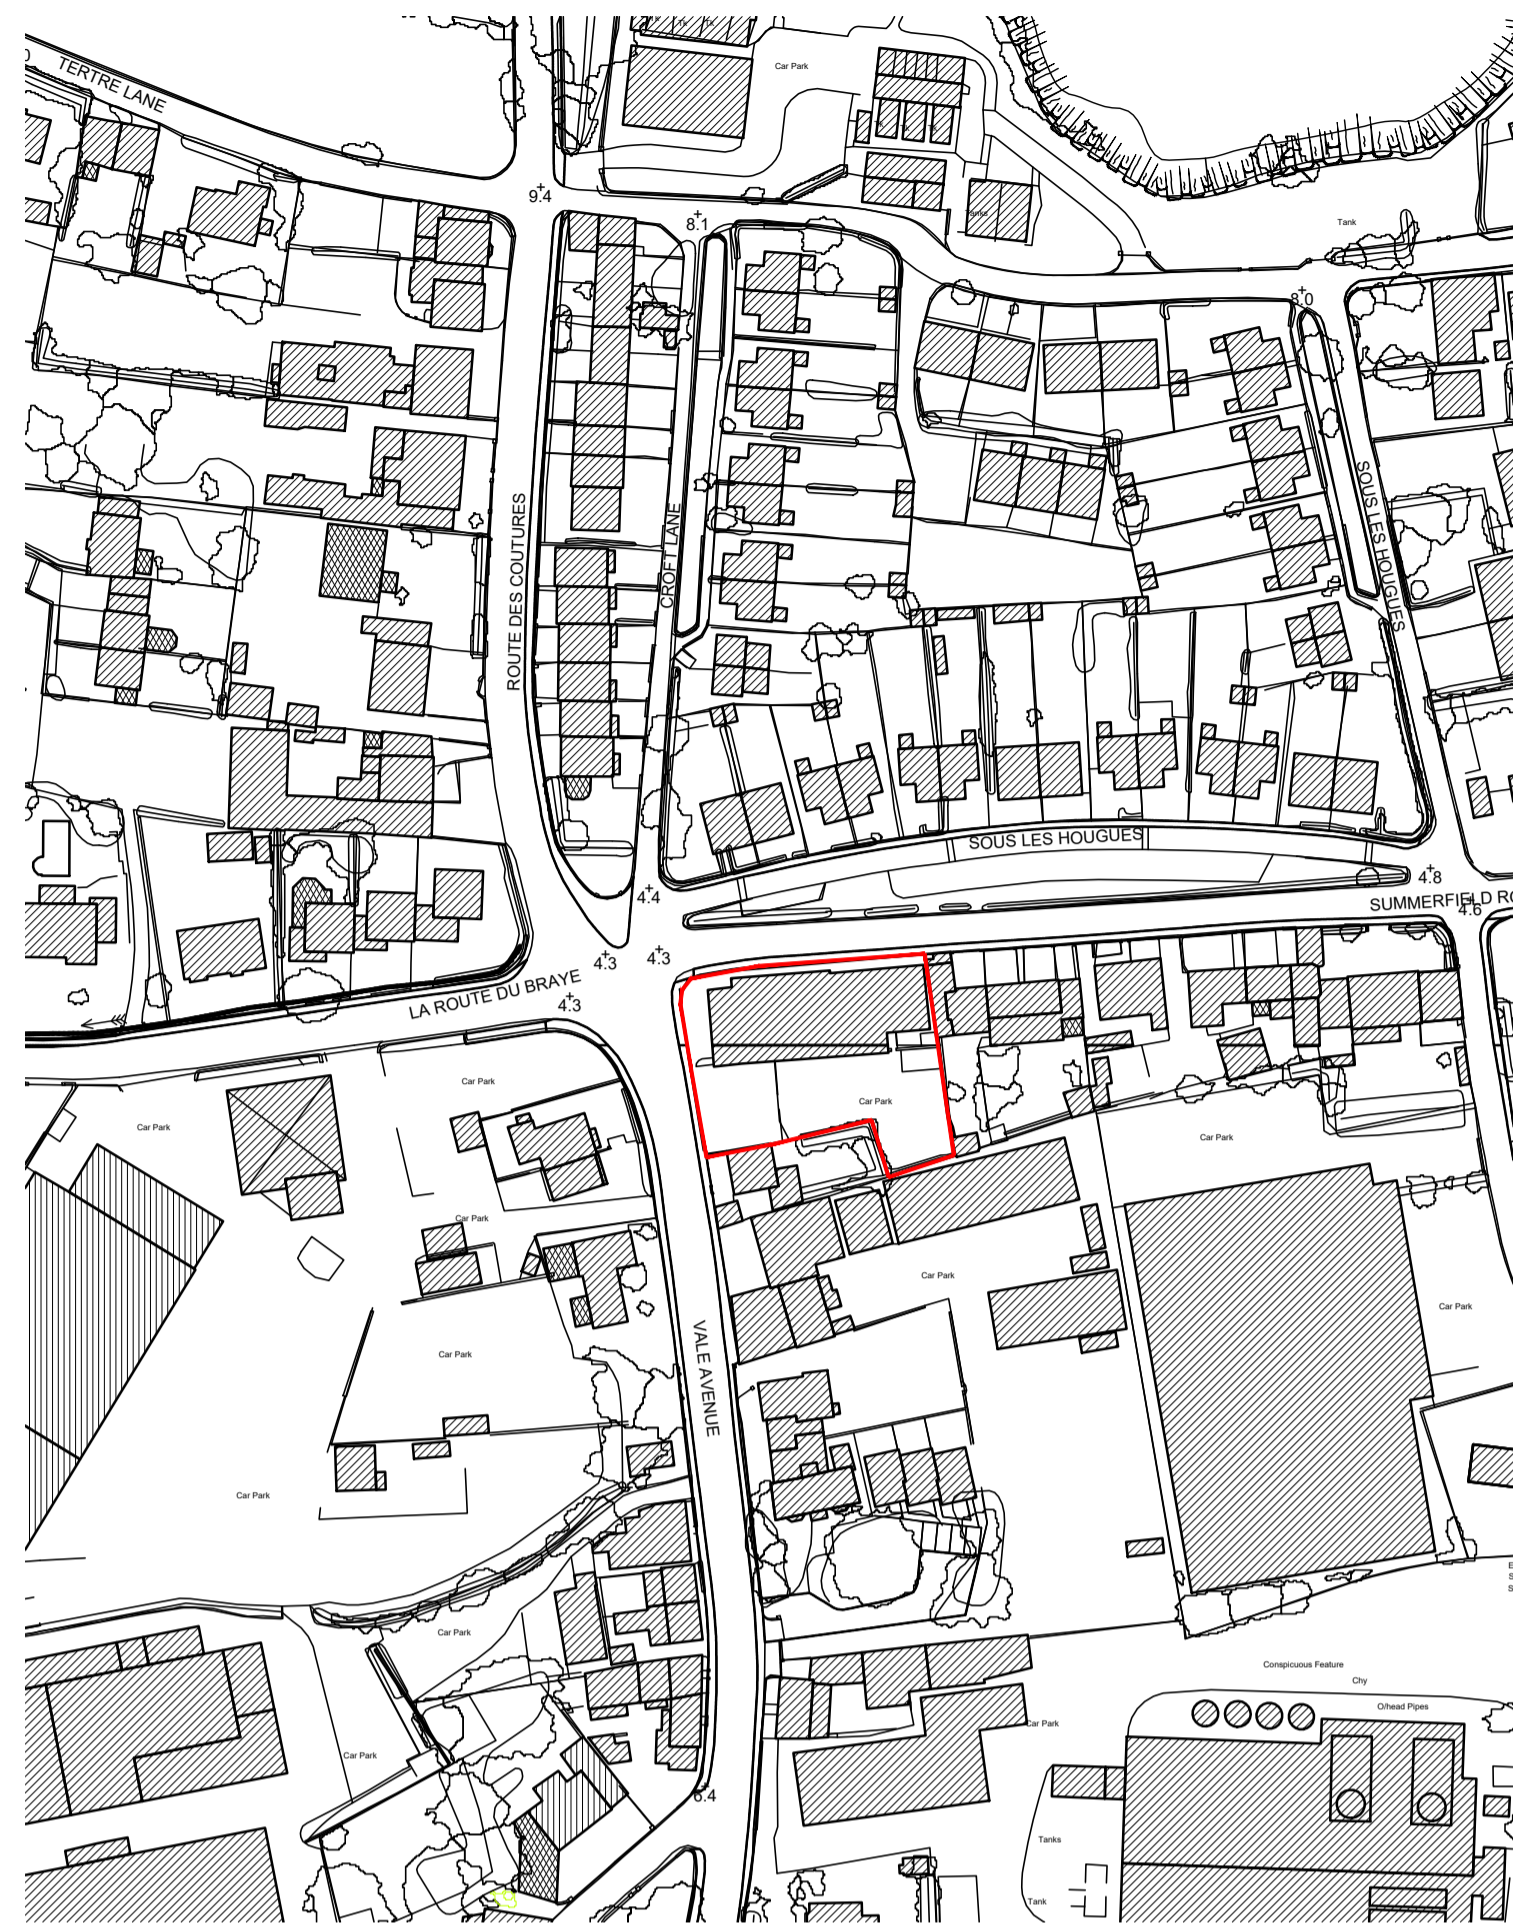 TERTRE LANE
Car Park
9.4
8.1
Tanks
Tank
8.0
ROUTE DES COUTURES
CROFT LANE
SOUS LES HOUGUES
SOUS LES HOUGUES
4.4
4.8
SUMMERFIELD RO
4.6
4.3
4.3
LA ROUTE DU BRAYE
4.3
Car Park
Car Park
Car Park
Car Park
Car Park
Car Park
Car Park
Car Park
Car Park
VALE AVENUE
Car Park
Car Park
Conspicuous Feature
Chy
O/head Pipes
Car Park
Car Park
6.4
Tanks
Tank